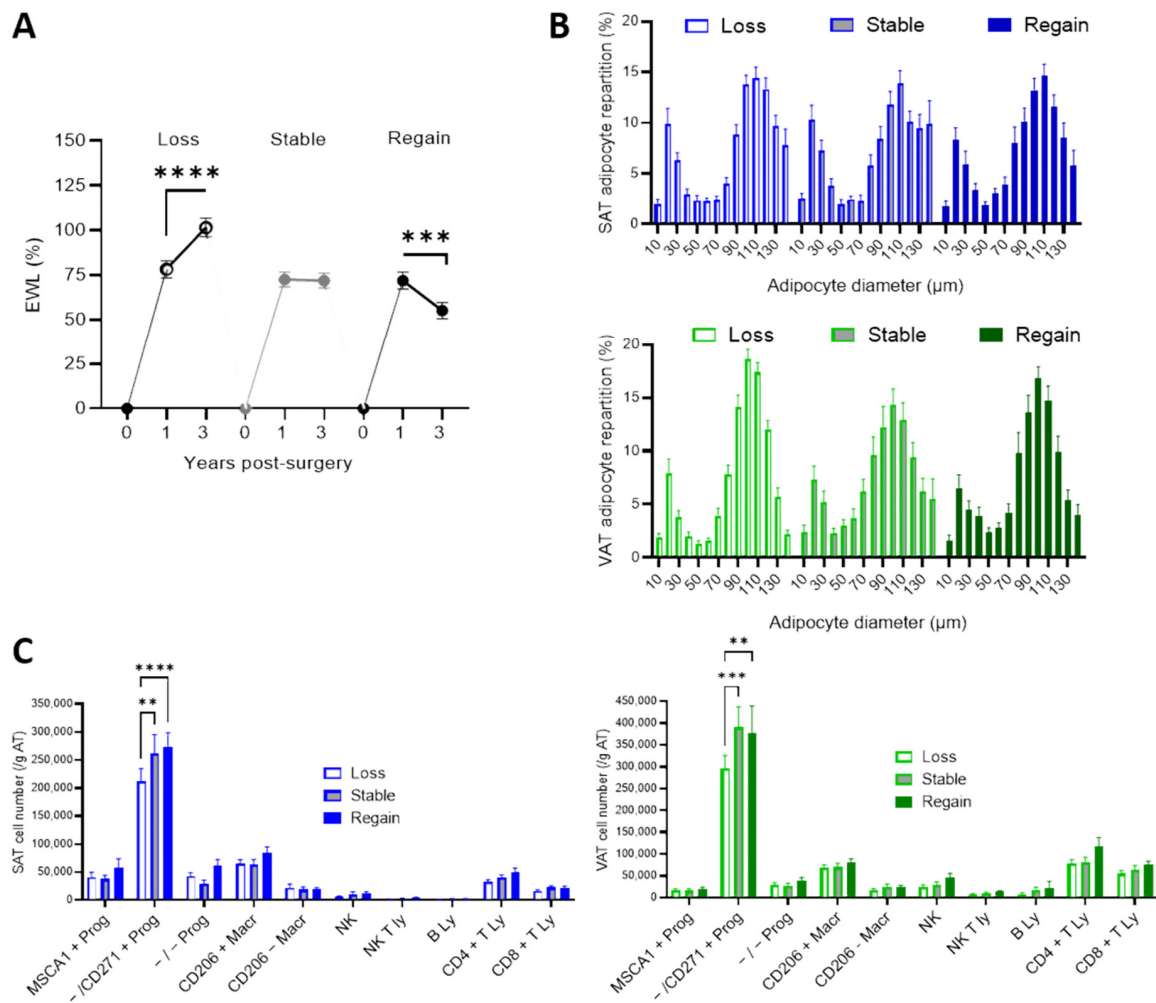 A
Loss Stable Regain
**** ***
EWL (%)
150
125
100
75
50
25
0
0 1 3 0 1 3 0 1 3
Years post-surgery
B
Loss Stable Regain
SAT adipocyte repartition (%)
20
15
10
5
0
10 30 50 70 90 110 130 10 30 50 70 90 110 130 10 30 50 70 90 110 130
Adipocyte diameter (µm)
Loss Stable Regain
VAT adipocyte repartition (%)
20
15
10
5
0
10 30 50 70 90 110 130 10 30 50 70 90 110 130 10 30 50 70 90 110 130
Adipocyte diameter (µm)
C
****
**
SAT cell number (/g AT)
350,000
300,000
250,000
200,000
150,000
100,000
50,000
0
Loss
Stable
Regain
MSCA1 + Prog
– /CD271 + Prog
– / – Prog
CD206 + Macr
CD206 – Macr
NK
NK T ly
B Ly
CD4 + T Ly
CD8 + T Ly
**
***
VAT cell number (/g AT)
450,000
400,000
350,000
300,000
250,000
200,000
150,000
100,000
50,000
0
Loss
Stable
Regain
MSCA1 + Prog
– /CD271 + Prog
– / – Prog
CD206 + Macr
CD206 – Macr
NK
NK T ly
B Ly
CD4 + T Ly
CD8 + T Ly